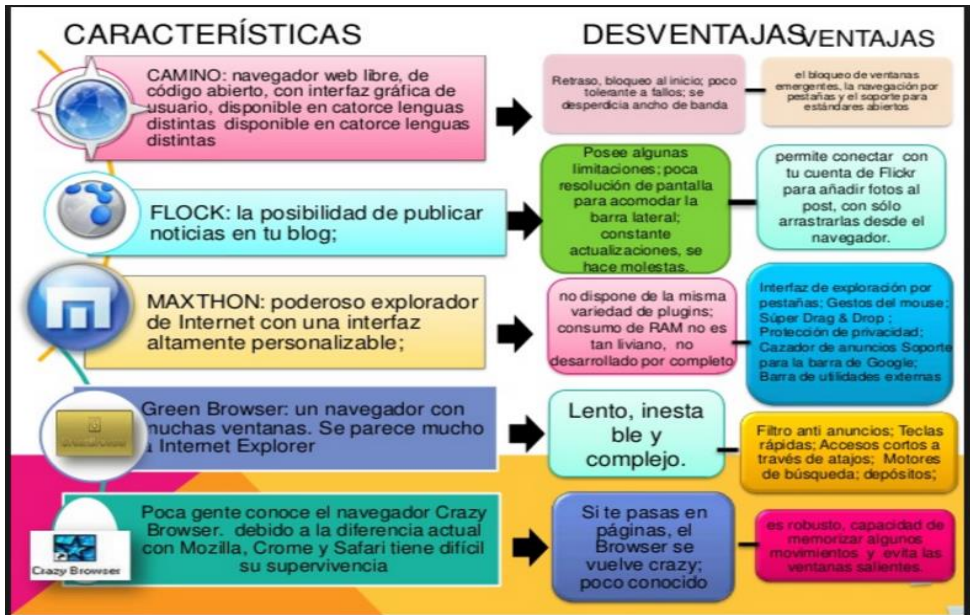 CARACTERÍSTICAS
DESVENTAJAS
VENTAJAS
CAMINO: navegador web libre, de
código abierto, con interfaz gráfica de
usuario, disponible en catorce lenguas
distintas disponible en catorce lenguas
distintas
Retraso, bloqueo al inicio; poco
tolerante a fallos; se
desperdicia ancho de banda
el bloqueo de ventanas
emergentes, la navegación por
pestañas y el soporte para
estándares abiertos
FLOCK: la posibilidad de publicar
noticias en tu blog;
Posee algunas
limitaciones; poca
resolución de pantalla
para acomodar la
barra lateral;
constante
actualizaciones, se
hace molestas.
permite conectar con
tu cuenta de Flickr
para añadir fotos al
post, con sólo
arrastrarlas desde el
navegador.
MAXTHON: poderoso explorador
de Internet con una interfaz
altamente personalizable;
no dispone de la misma
variedad de plugins;
consumo de RAM no es
tan liviano, no
desarrollado por completo
Interfaz de exploración por
pestañas; Gestos del mouse;
Súper Drag & Drop ;
Protección de privacidad;
Cazador de anuncios Soporte
para la barra de Google;
Barra de utilidades externas
Green Browser: un navegador con
muchas ventanas. Se parece mucho
a Internet Explorer
Lento, inesta
ble y
complejo.
Filtro anti anuncios; Teclas
rápidas; Accesos cortos a
través de atajos; Motores
de búsqueda; depósitos;
Poca gente conoce el navegador Crazy
Browser. debido a la diferencia actual
con Mozilla, Crome y Safari tiene difícil
su supervivencia
Crazy Browser
Si te pasas en
páginas, el
Browser se
vuelve crazy;
poco conocido
es robusto, capacidad de
memorizar algunos
movimientos y evita las
ventanas salientes.